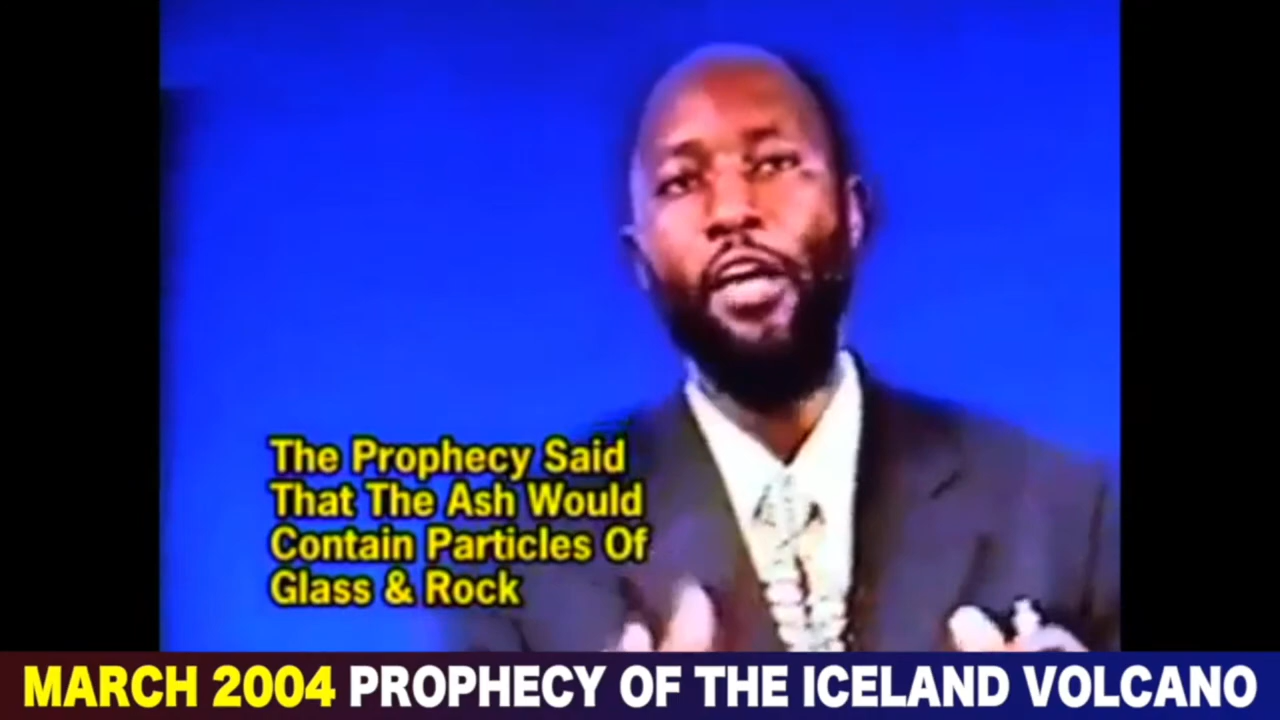 The Prophecy Said
That The Ash Would
Contain Particles Of
Glass & Rock
MARCH 2004 PROPHECY OF THE ICELAND VOLCANO